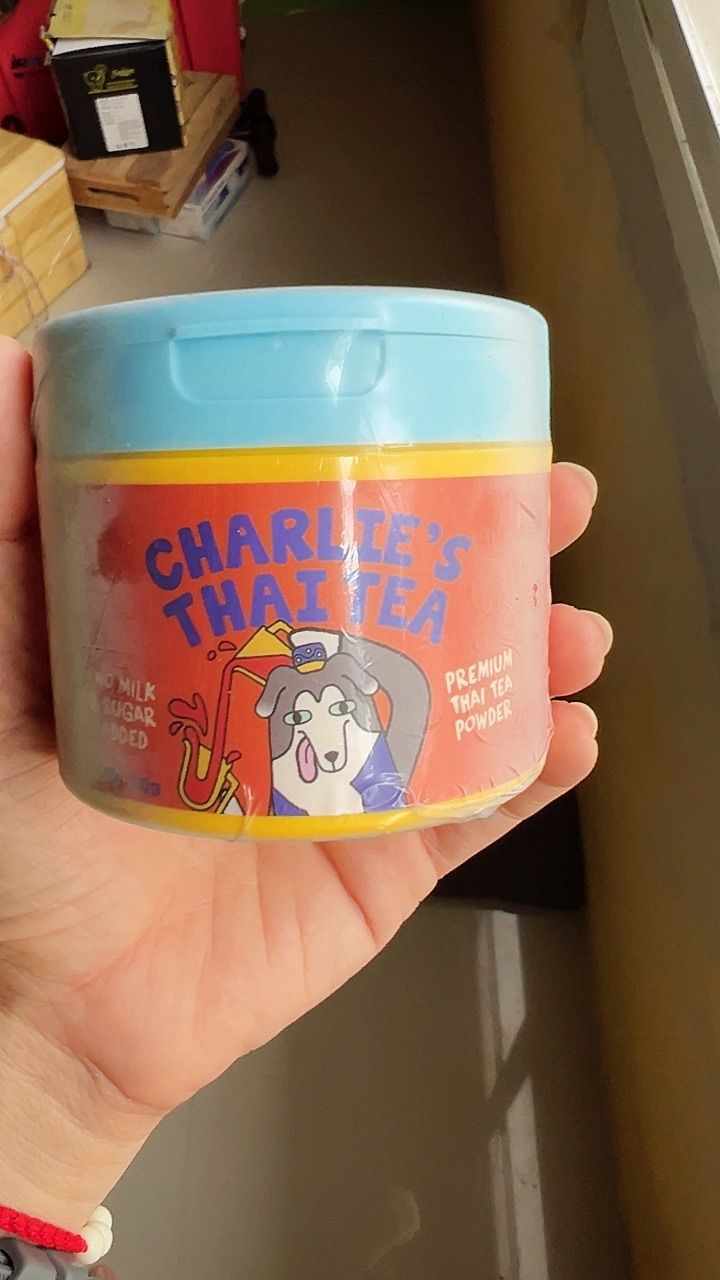 CHARLIE'S
THAI TEA
NO MILK
SUGAR
ADDED
PREMIUM
THAI TEA
POWDER